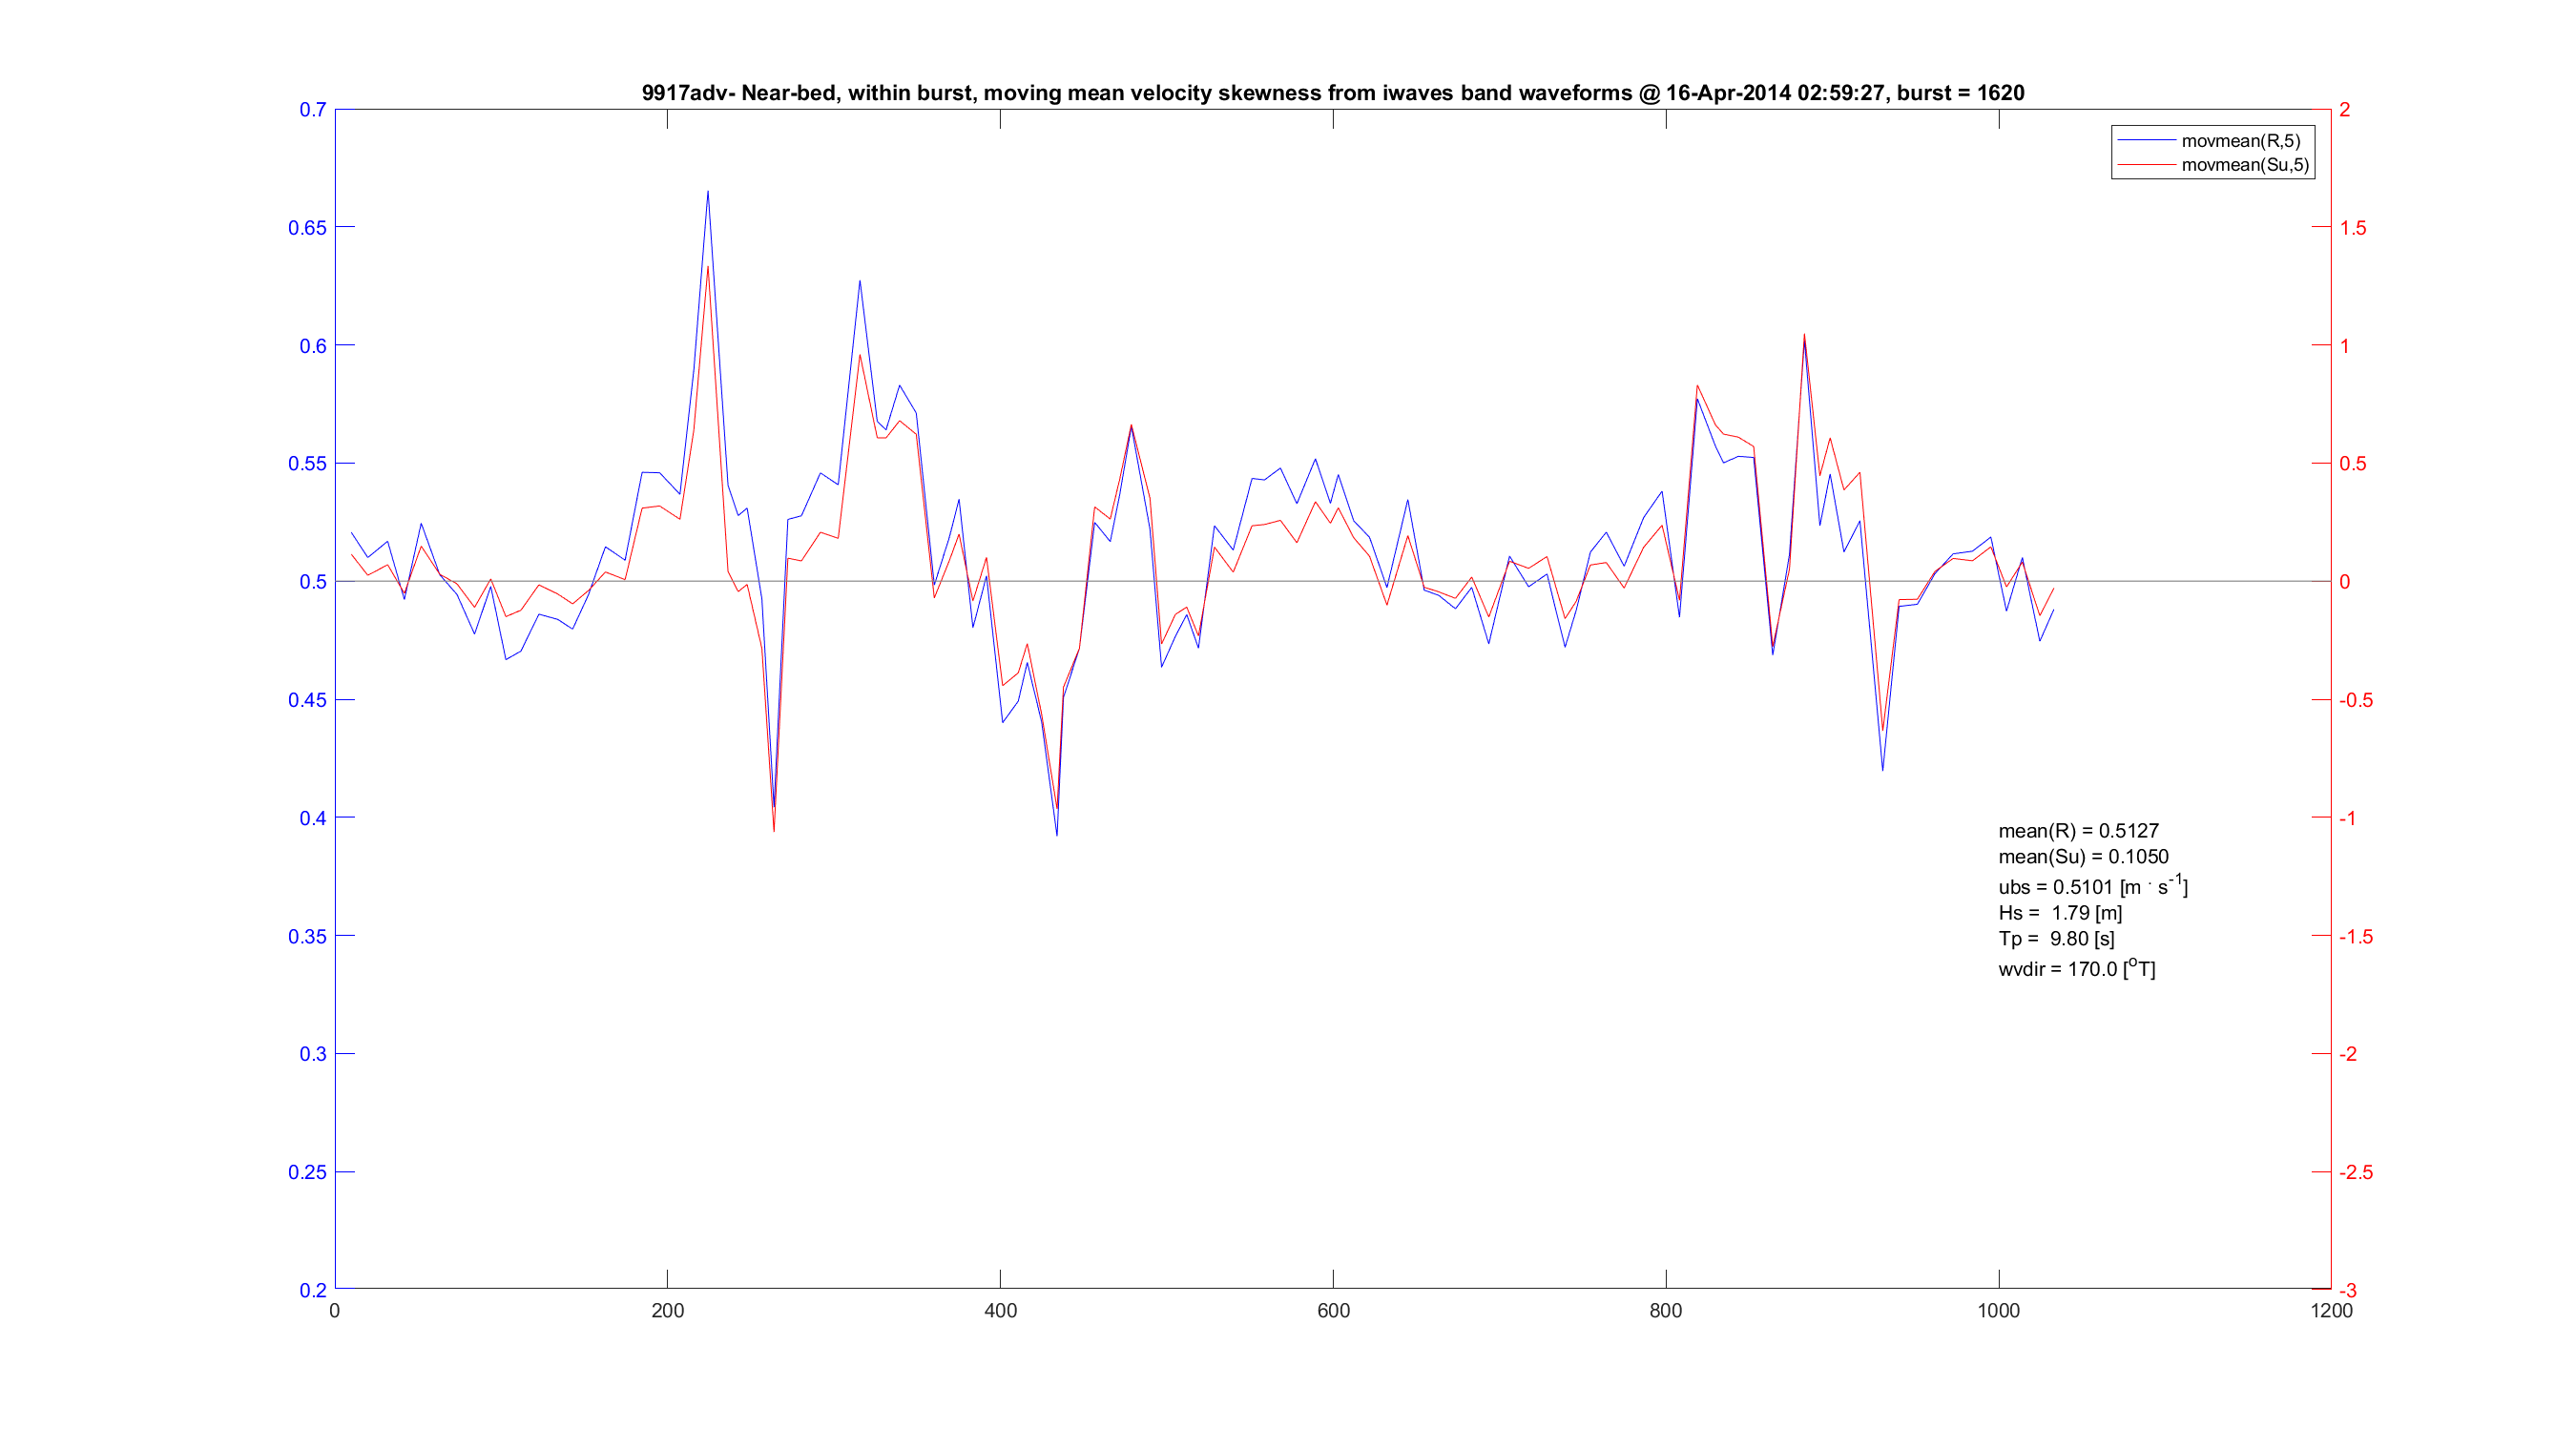 9917adv- Near-bed, within burst, moving mean velocity skewness from iwaves band waveforms @ 16-Apr-2014 02:59:27, burst = 1620
0.7
0.65
0.6
0.55
0.5
0.45
0.4
0.35
0.3
0.25
0.2
2
1.5
1
0.5
0
-0.5
-1
-1.5
-2
-2.5
-3
movmean(R,5)
movmean(Su,5)
mean(R) = 0.5127
mean(Su) = 0.1050
ubs = 0.5101 [m · s⁻¹]
Hs = 1.79 [m]
Tp = 9.80 [s]
wvdir = 170.0 [ᵒT]
0 200 400 600 800 1000 1200